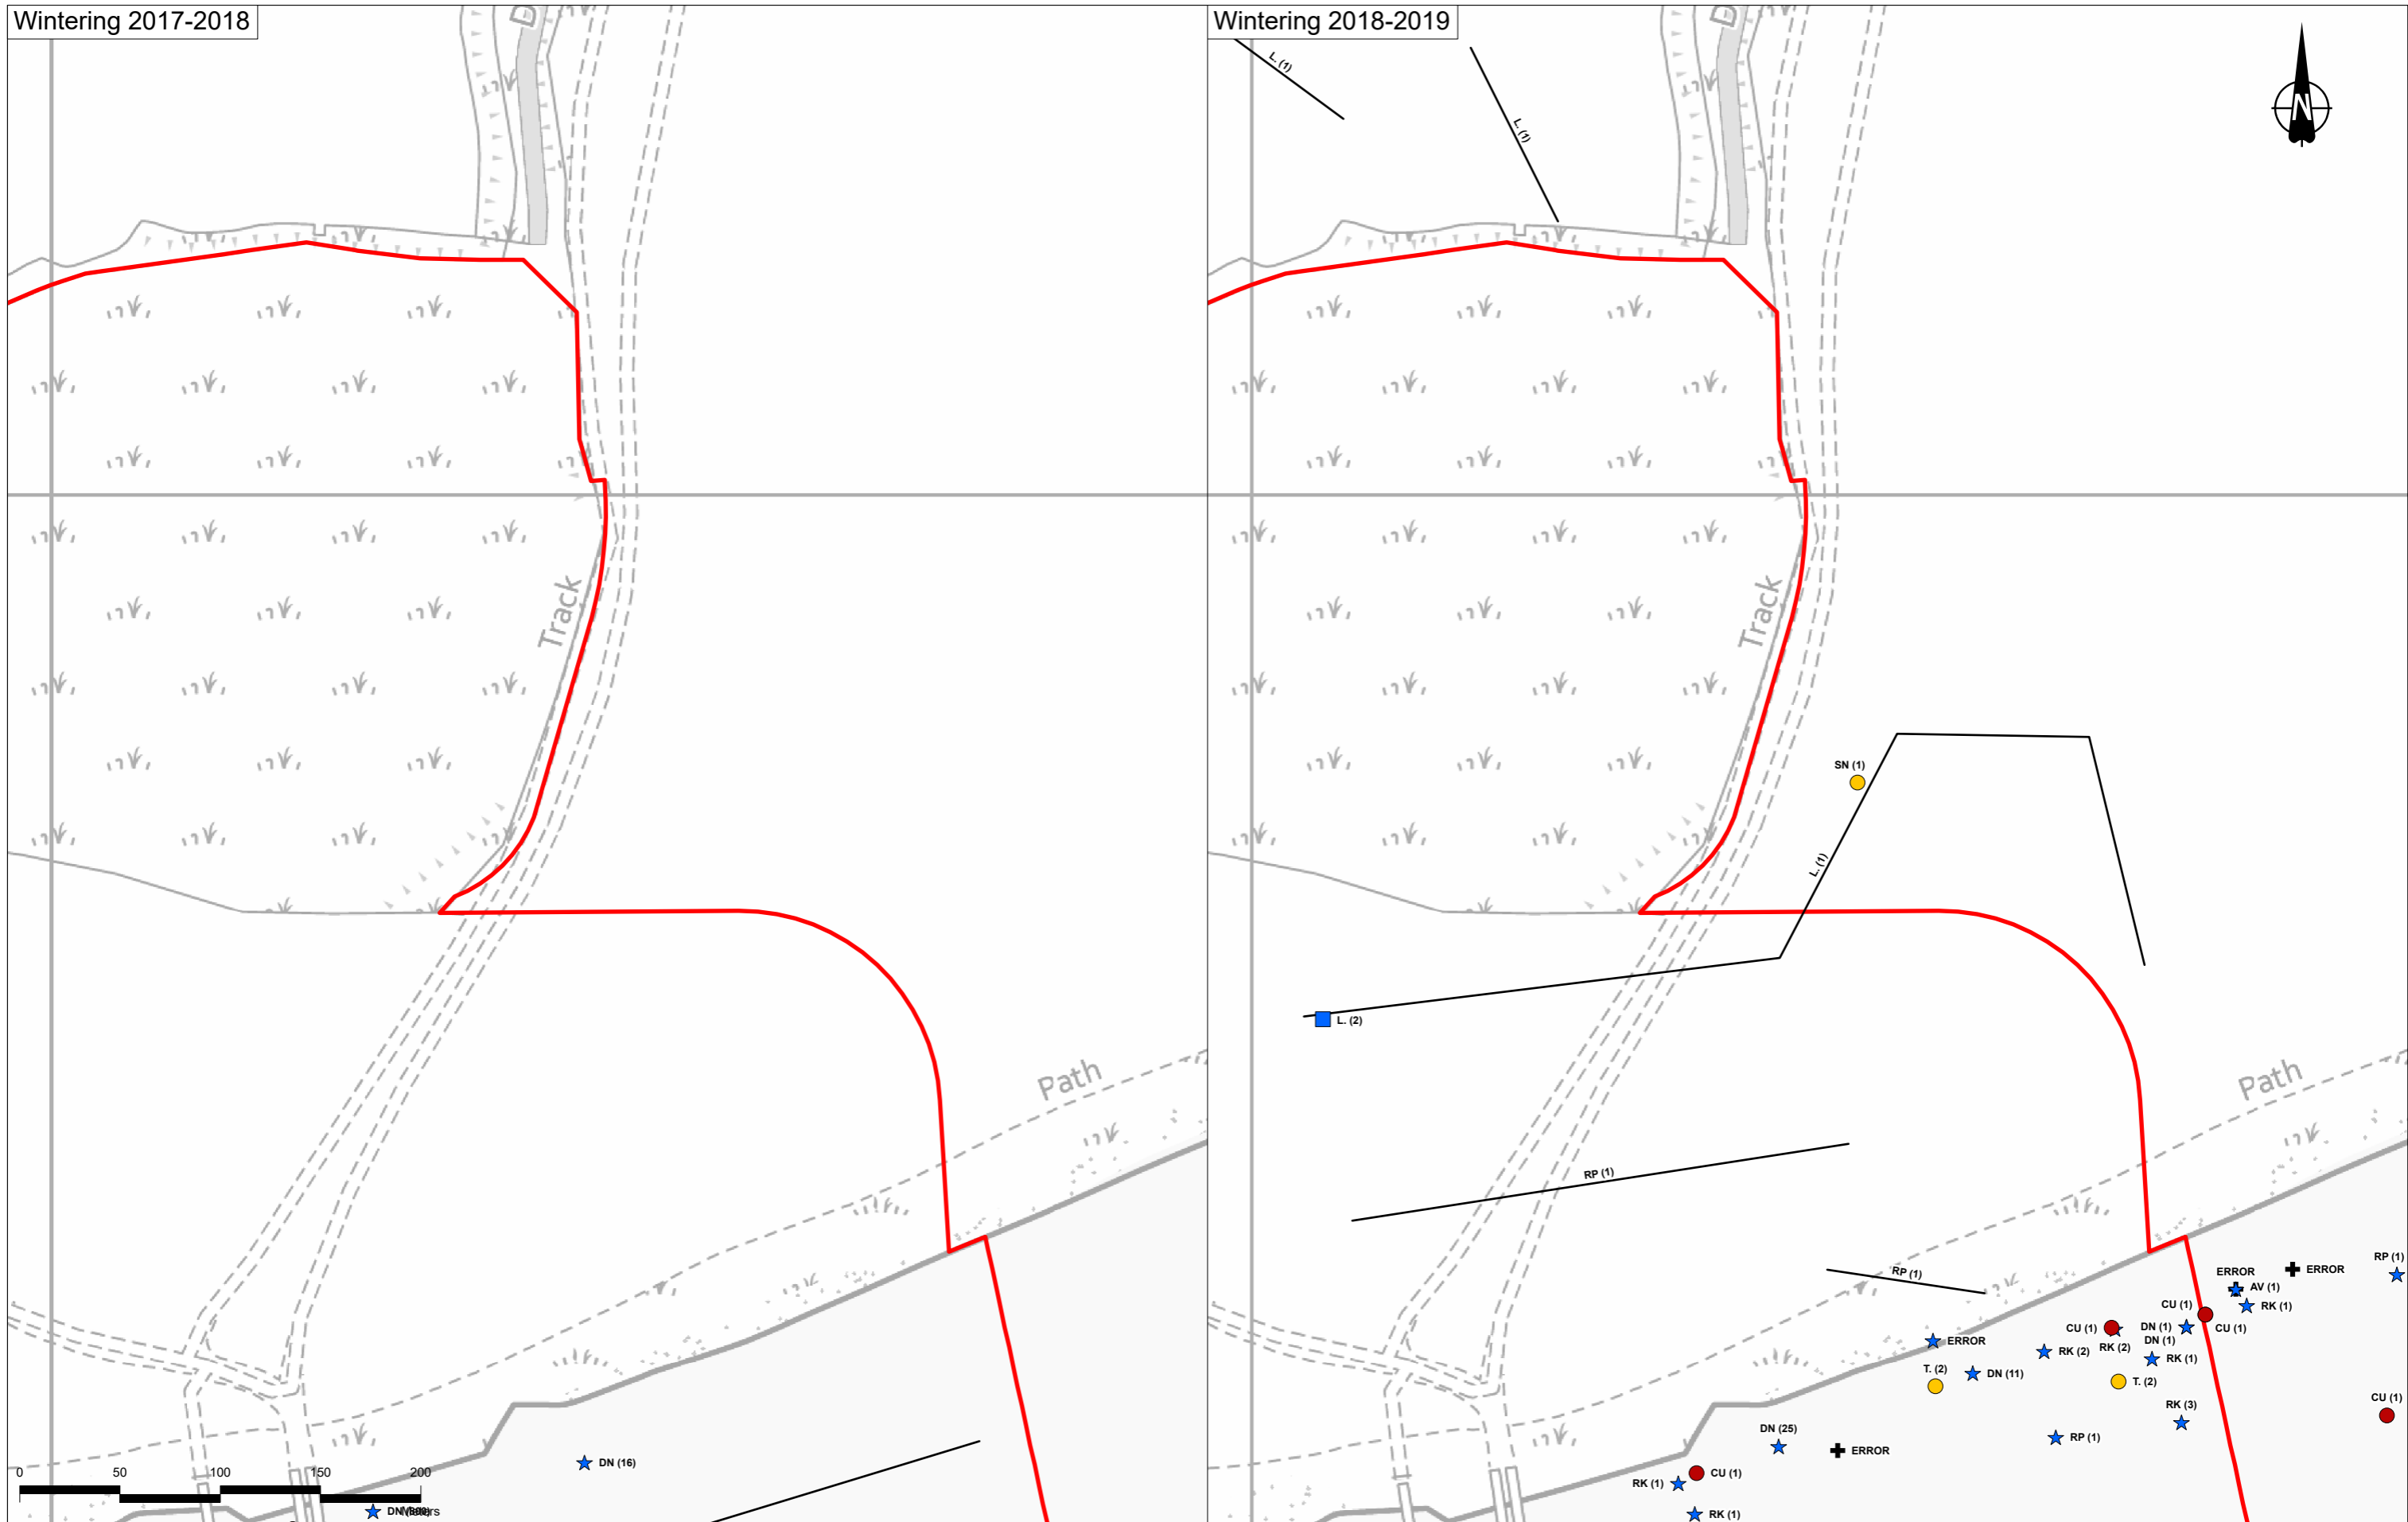 Wintering 2017-2018
D
Track
Path
DN (16)
0 50 100 150 200
DN
Meters
Wintering 2018-2019
D
N
L. (1)
L. (1)
Track
SN (1)
L. (1)
L. (2)
Path
RP (1)
RP (1)
RP (1)
ERROR
ERROR
AV (1)
RK (1)
CU (1)
CU (1)
CU (1)
DN (1)
DN (1)
RK (2)
RK (2)
RK (1)
ERROR
DN (11)
T. (2)
T. (2)
RK (3)
CU (1)
RP (1)
DN (25)
ERROR
CU (1)
RK (1)
RK (1)